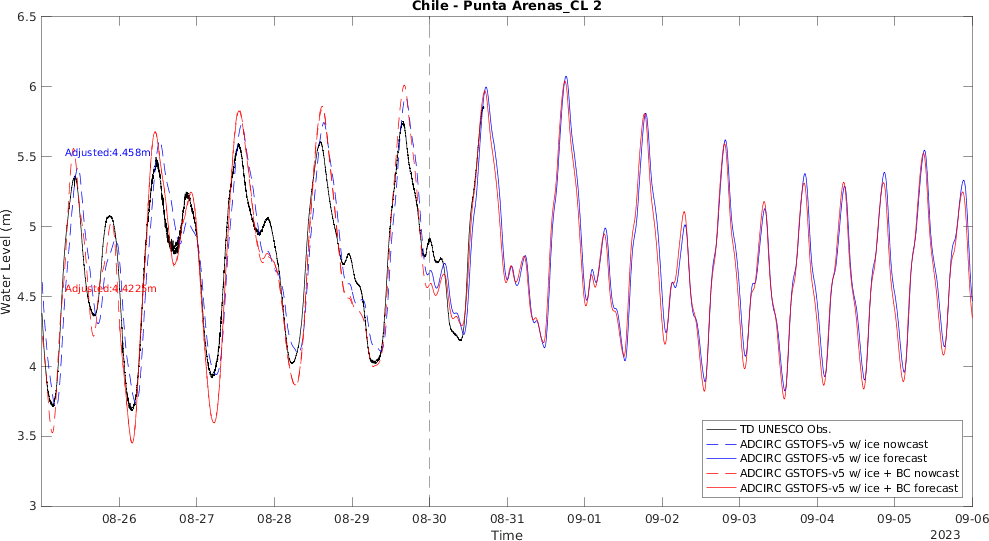 Chile - Punta Arenas_CL 2
Water Level (m)
6.5
6
5.5
5
4.5
4
3.5
3
Adjusted:4.458m
Adjusted:4.4225m
TD UNESCO Obs.
ADCIRC GSTOFS-v5 w/ ice nowcast
ADCIRC GSTOFS-v5 w/ ice forecast
ADCIRC GSTOFS-v5 w/ ice + BC nowcast
ADCIRC GSTOFS-v5 w/ ice + BC forecast
08-26 08-27 08-28 08-29 08-30 08-31 09-01 09-02 09-03 09-04 09-05 09-06
Time
2023